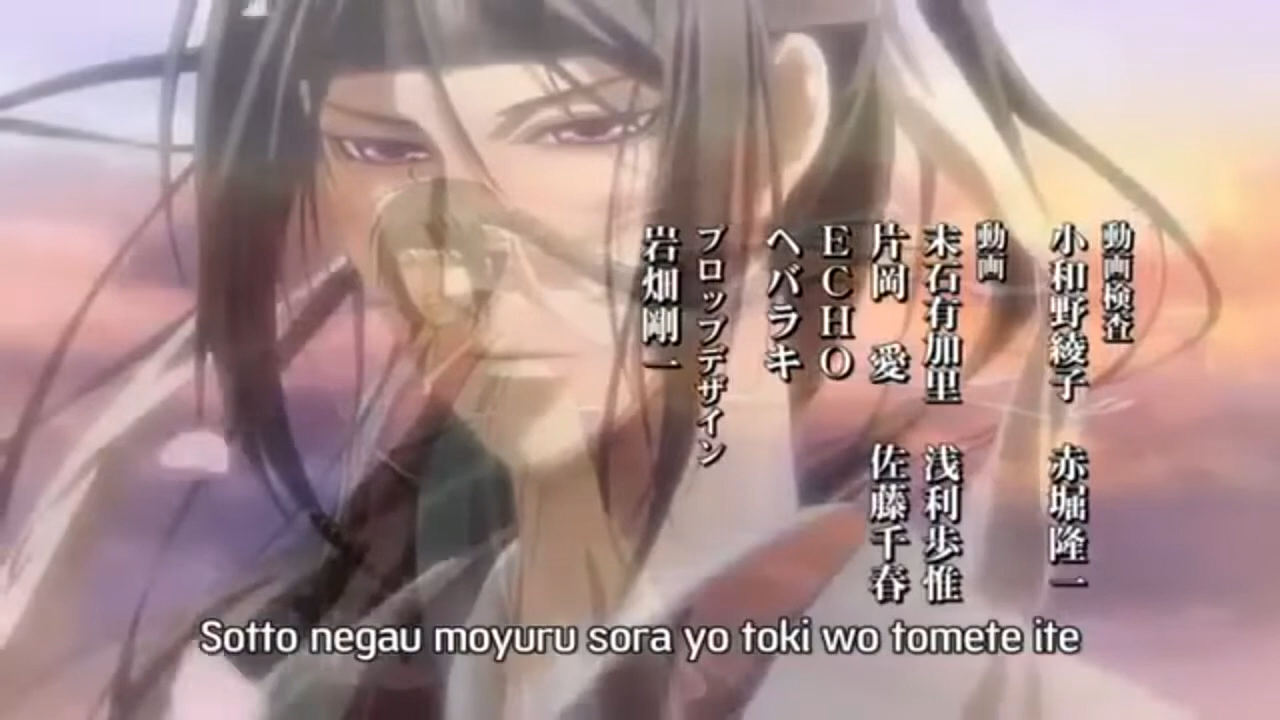 動画検査
小和野綾子 赤堀隆一
動画
末石有加里 浅利歩惟
片岡 愛 佐藤千春
ECHO
ヘバラキ
プロップデザイン
岩畑剛一
Sotto negau moyuru sora yo toki wo tomete ite